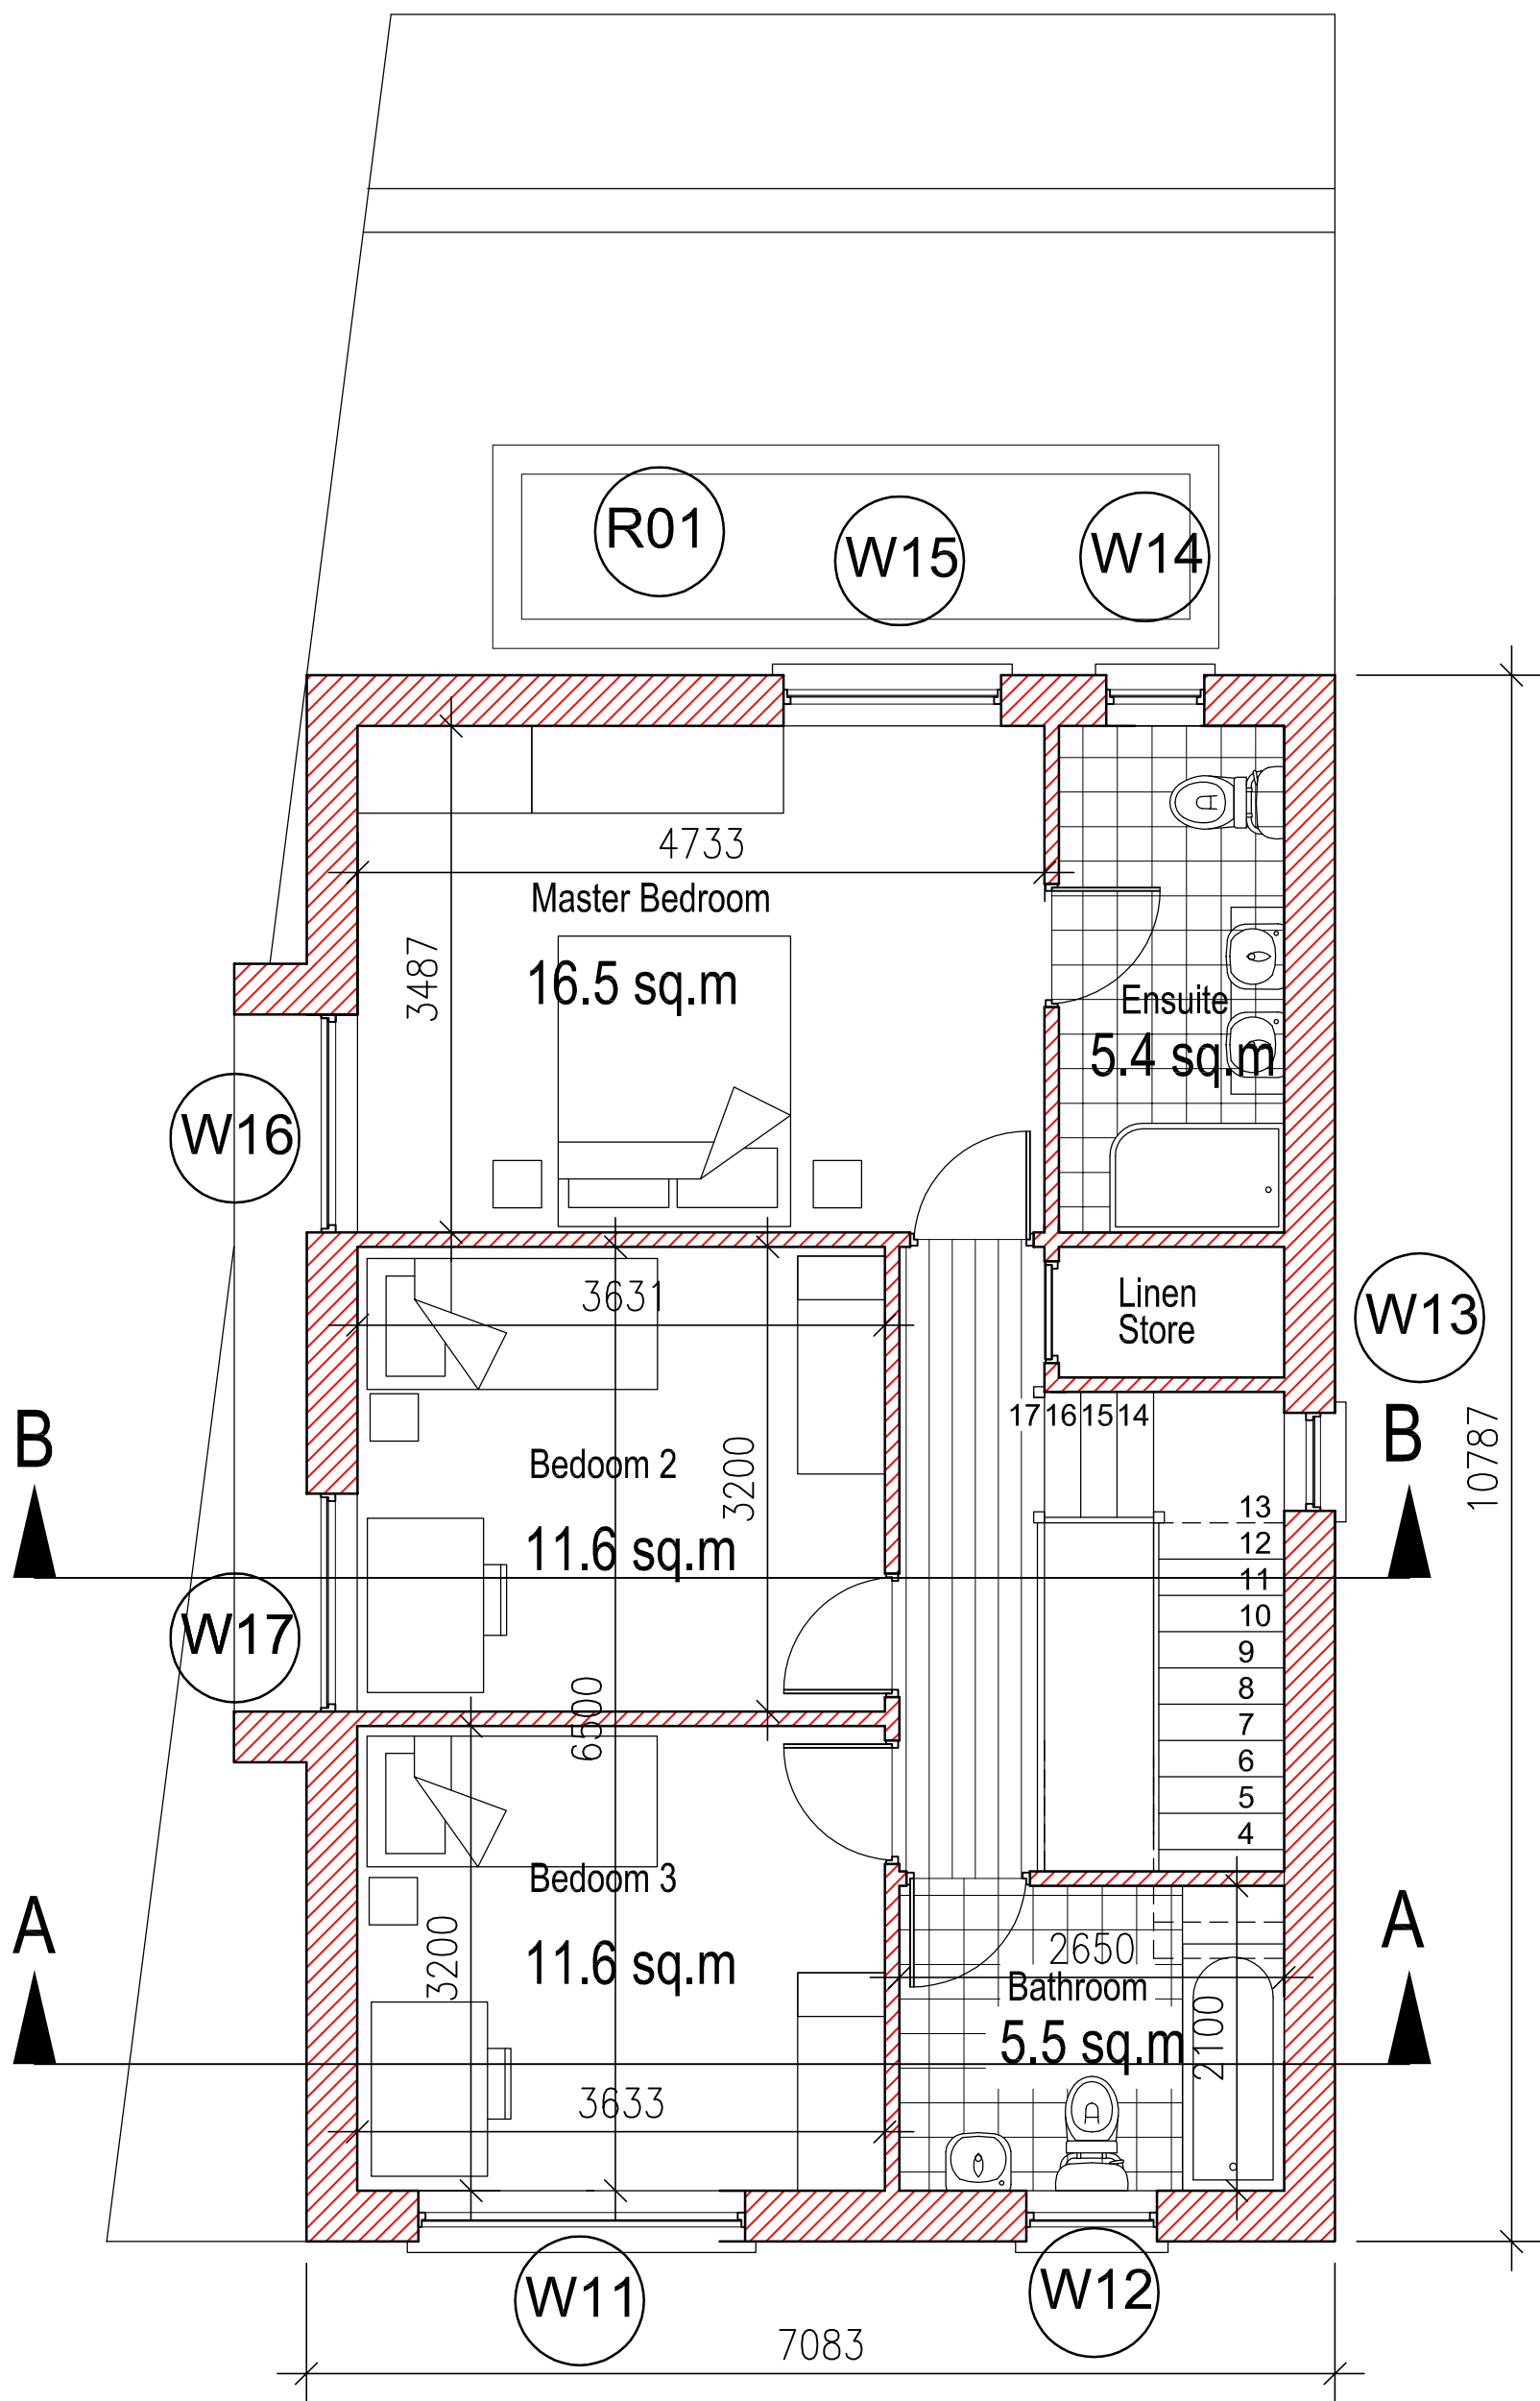 R01
W15
W14
4733
Master Bedroom
3487
16.5 sq.m
Ensuite
5.4 sq.m
W16
3631
Linen
Store
W13
17 16 15 14
B
B
10787
Bedoom 2
3200
11.6 sq.m
13
12
11
10
9
8
7
6
5
4
W17
6500
Bedoom 3
A
A
3200
11.6 sq.m
2650
Bathroom
5.5 sq.m
2100
3633
W11
W12
7083